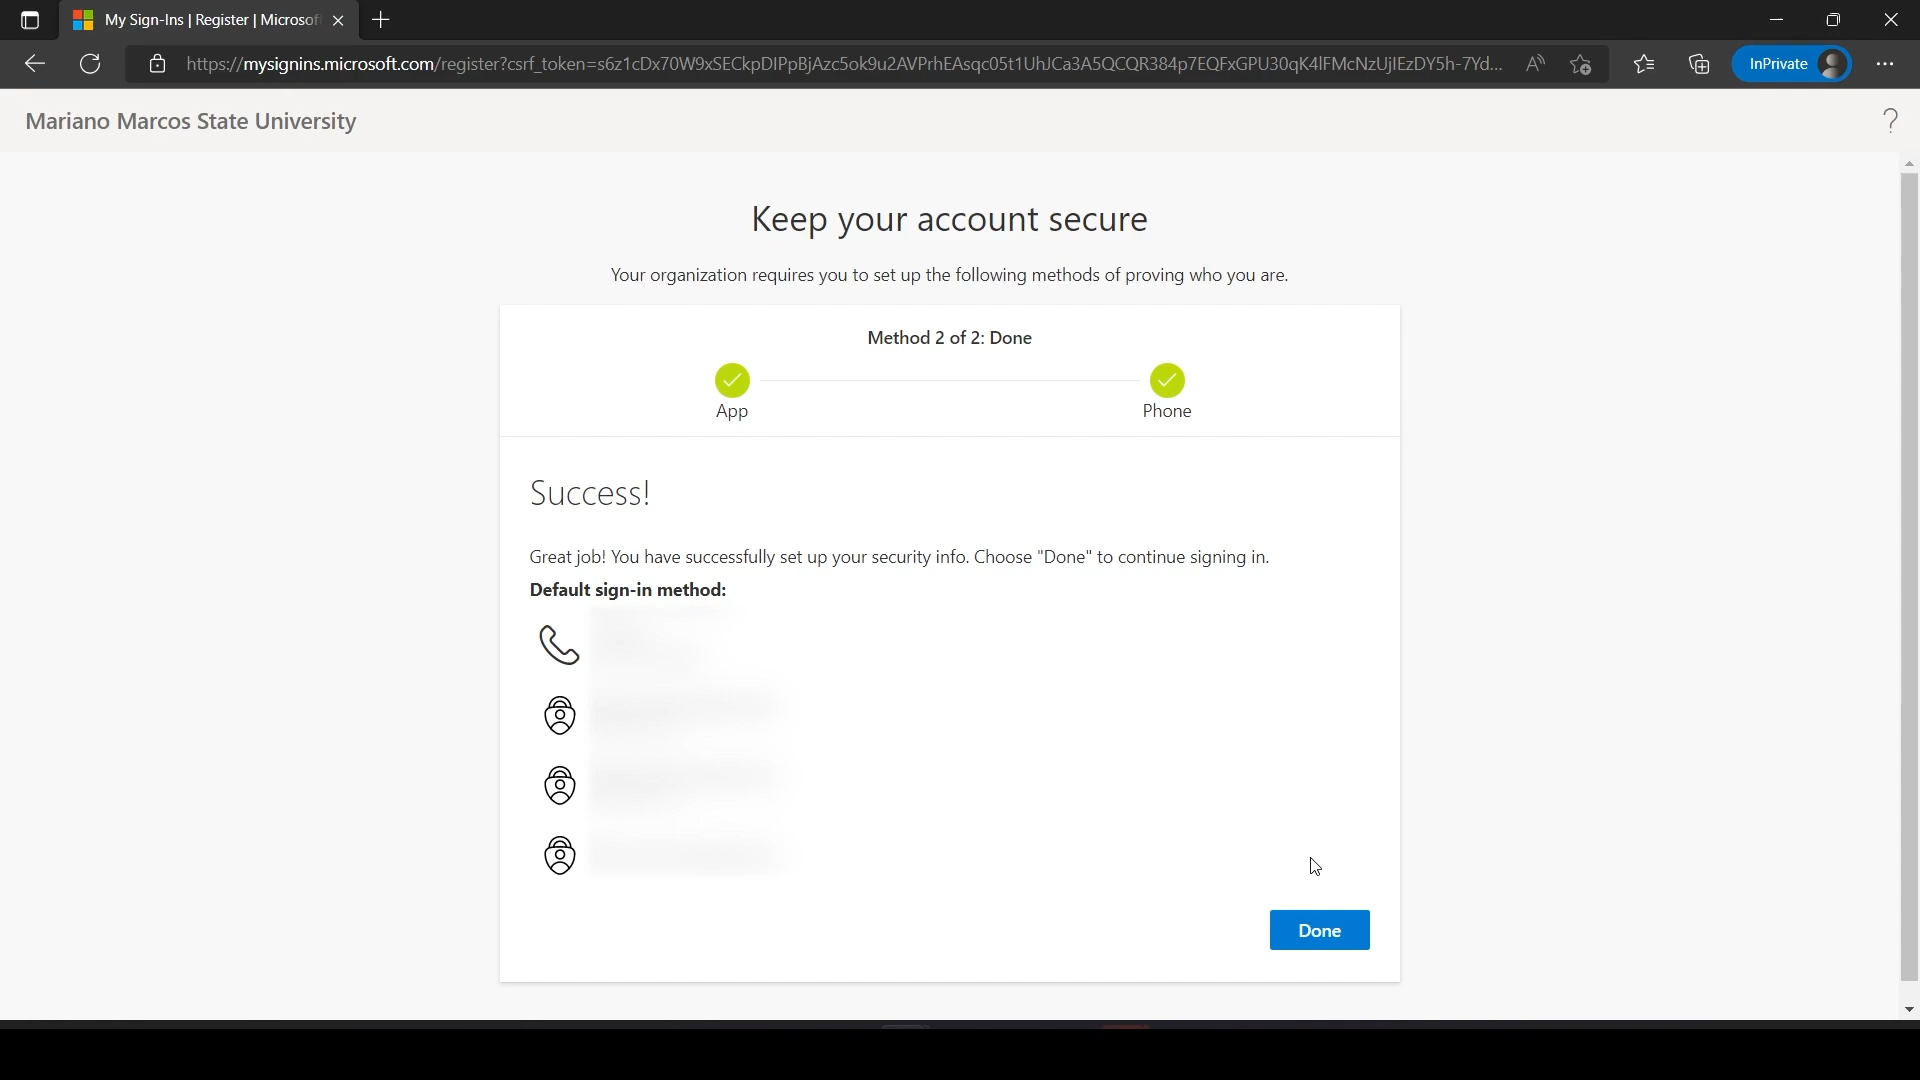 My Sign-Ins | Register | Microsof
https://mysignins.microsoft.com/register?csrf_token=s6z1cDx70W9xSECkpDIPpBjAzc5ok9u2AVPrhEAsqc05t1UhJCa3A5QCQR384p7EQFxGPU30qK4lFMcNzUjlEzDY5h-7Yd...
InPrivate
Mariano Marcos State University
Keep your account secure
Your organization requires you to set up the following methods of proving who you are.
Method 2 of 2: Done
App
Phone
Success!
Great job! You have successfully set up your security info. Choose "Done" to continue signing in.
Default sign-in method:
Done